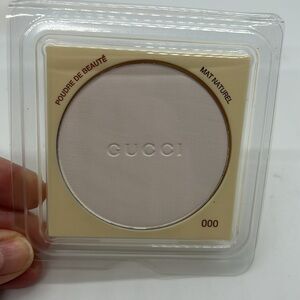 POUDRE DE BEAUTÉ
MAT NATUREL
GUCCI
000